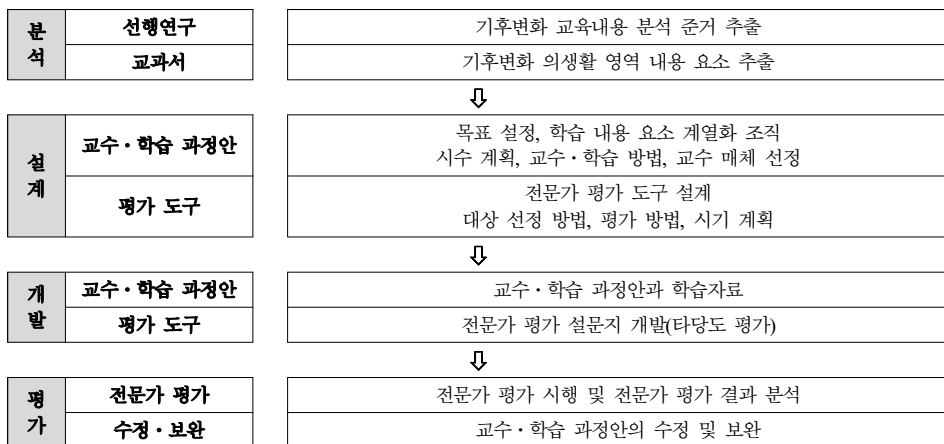 분석
선행연구
기후변화 교육내용 분석 준거 추출
교과서
기후변화 의생활 영역 내용 요소 추출
⇩
설계
교수・학습 과정안
목표 설정, 학습 내용 요소 계열화 조직
시수 계획, 교수・학습 방법, 교수 매체 선정
평가 도구
전문가 평가 도구 설계
대상 선정 방법, 평가 방법, 시기 계획
⇩
개발
교수・학습 과정안
교수・학습 과정안과 학습자료
평가 도구
전문가 평가 설문지 개발(타당도 평가)
⇩
평가
전문가 평가
전문가 평가 시행 및 전문가 평가 결과 분석
수정・보완
교수・학습 과정안의 수정 및 보완